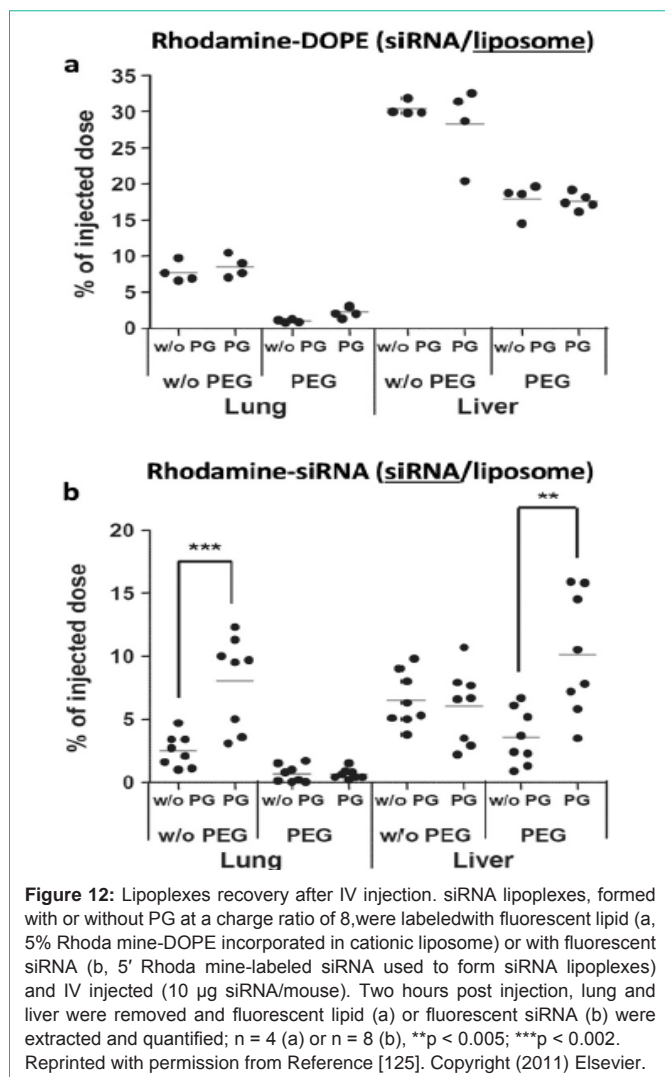 Rhodamine-DOPE (siRNA/liposome)
a
35
30
25
20
15
10
5
0
% of injected dose
w/o PG PG w/o PG PG w/o PG PG w/o PG PG
w/o PEG PEG w/o PEG PEG
Lung Liver
Rhodamine-siRNA (siRNA/liposome)
b
**
***
20
15
10
5
0
% of injected dose
w/o PG PG w/o PG PG w/o PG PG w/o PG PG
w/o PEG PEG w/o PEG PEG
Lung Liver
Figure 12: Lipoplexes recovery after IV injection. siRNA lipoplexes, formed
with or without PG at a charge ratio of 8,were labeledwith fluorescent lipid (a,
5% Rhoda mine-DOPE incorporated in cationic liposome) or with fluorescent
siRNA (b, 5′ Rhoda mine-labeled siRNA used to form siRNA lipoplexes)
and IV injected (10 µg siRNA/mouse). Two hours post injection, lung and
liver were removed and fluorescent lipid (a) or fluorescent siRNA (b) were
extracted and quantified; n = 4 (a) or n = 8 (b), **p < 0.005; ***p < 0.002.
Reprinted with permission from Reference [125]. Copyright (2011) Elsevier.